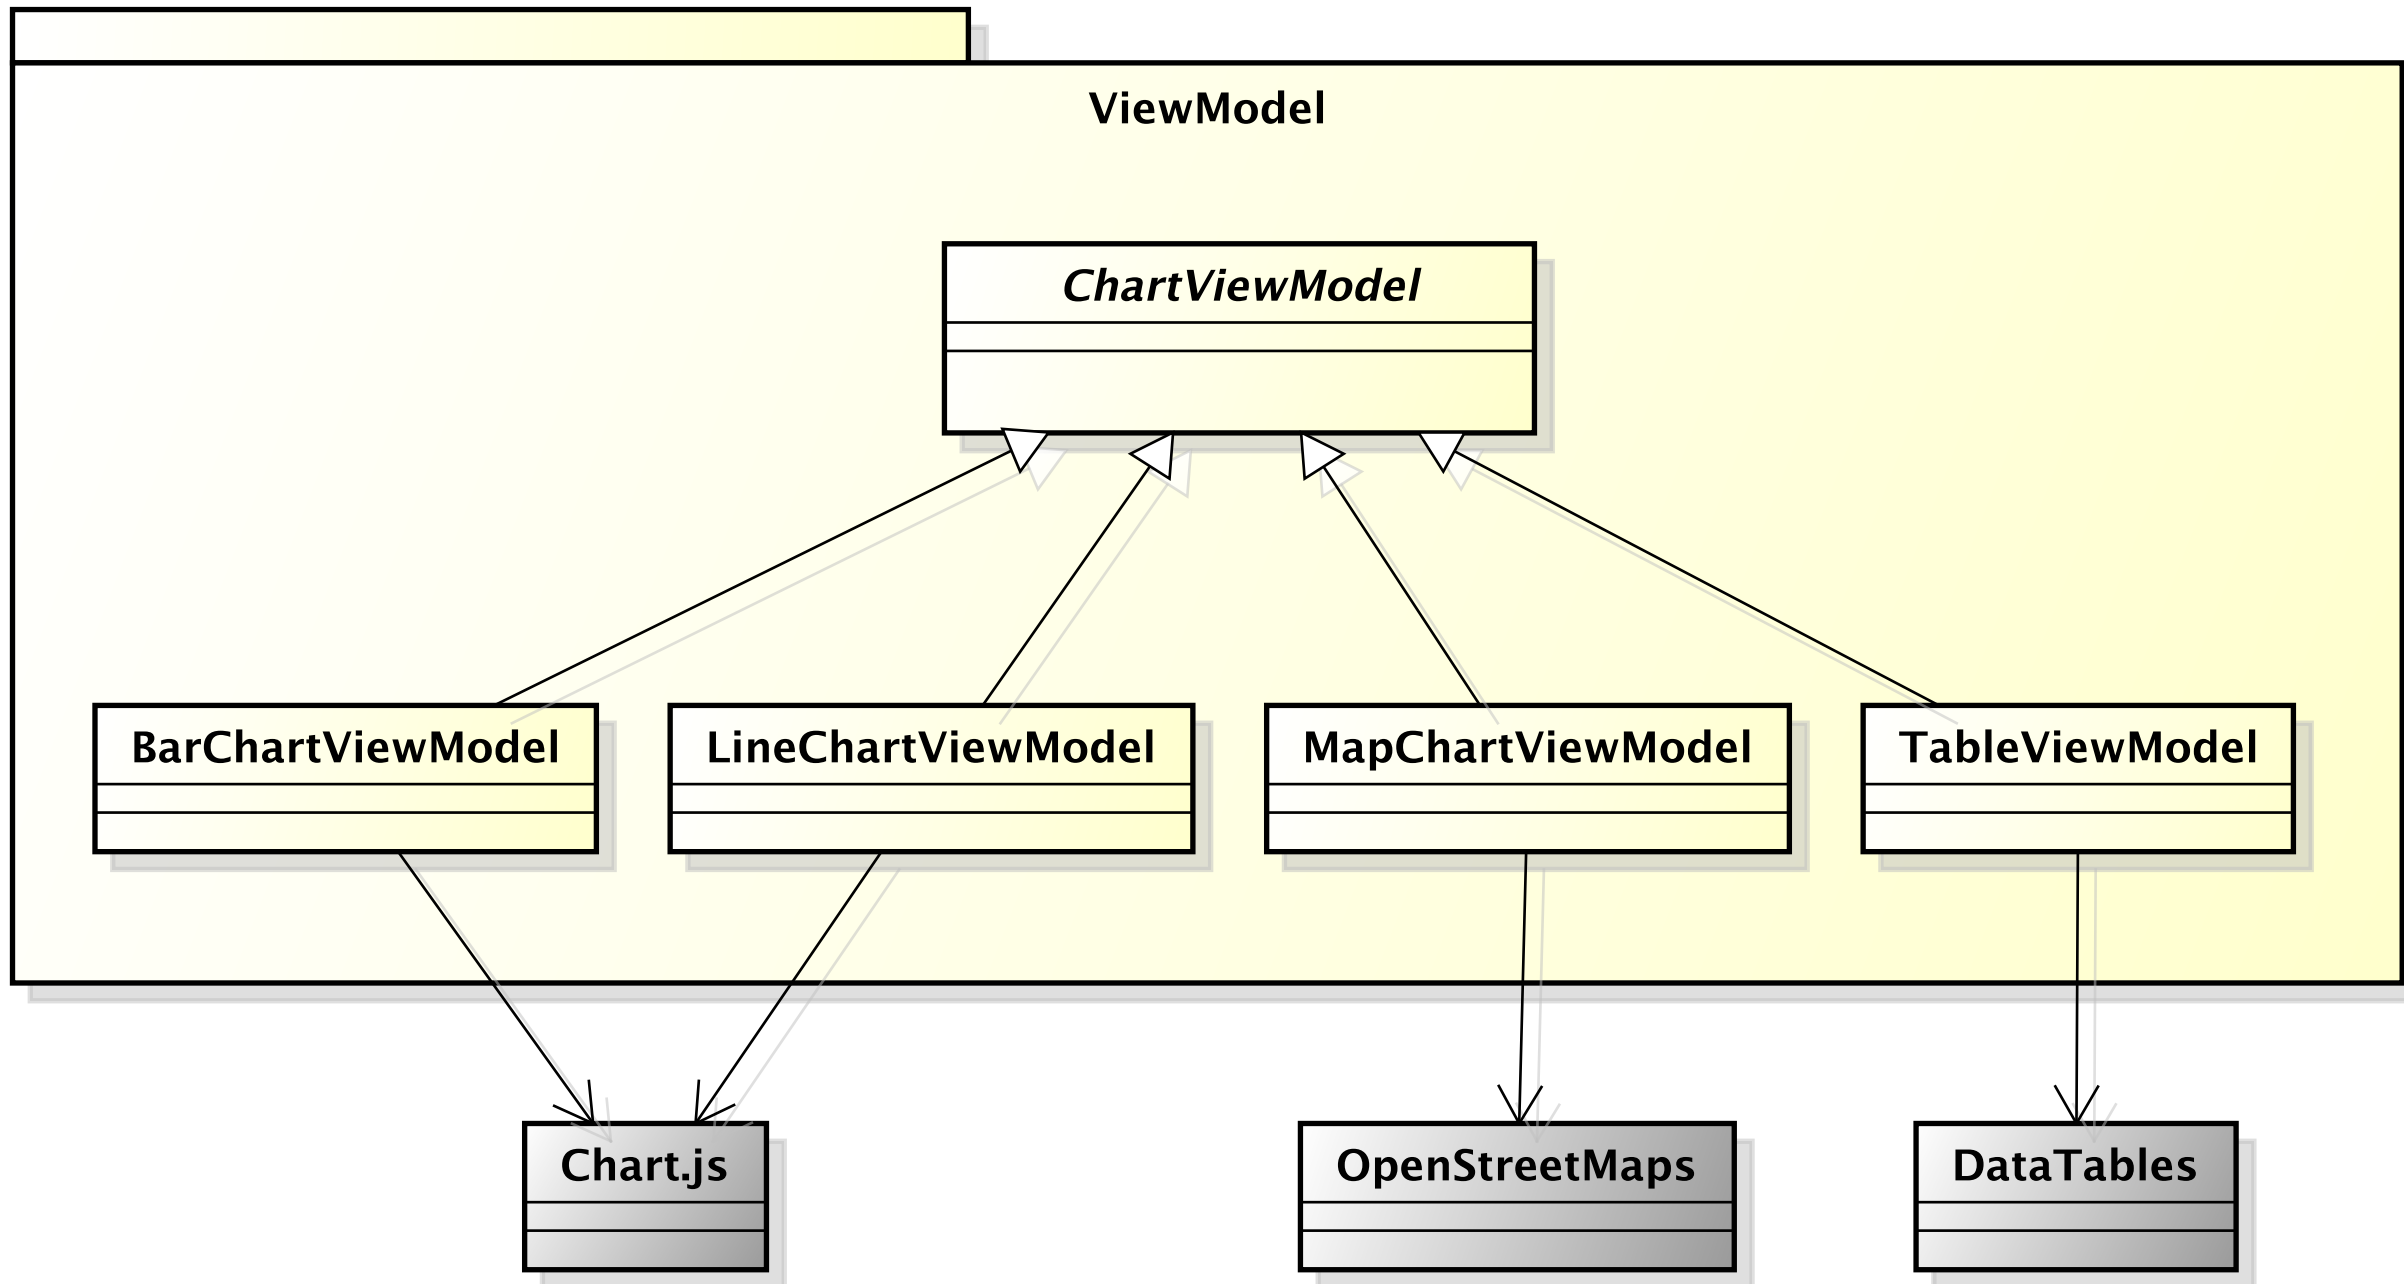 ViewModel
ChartViewModel
BarChartViewModel
LineChartViewModel
MapChartViewModel
TableViewModel
Chart.js
OpenStreetMaps
DataTables